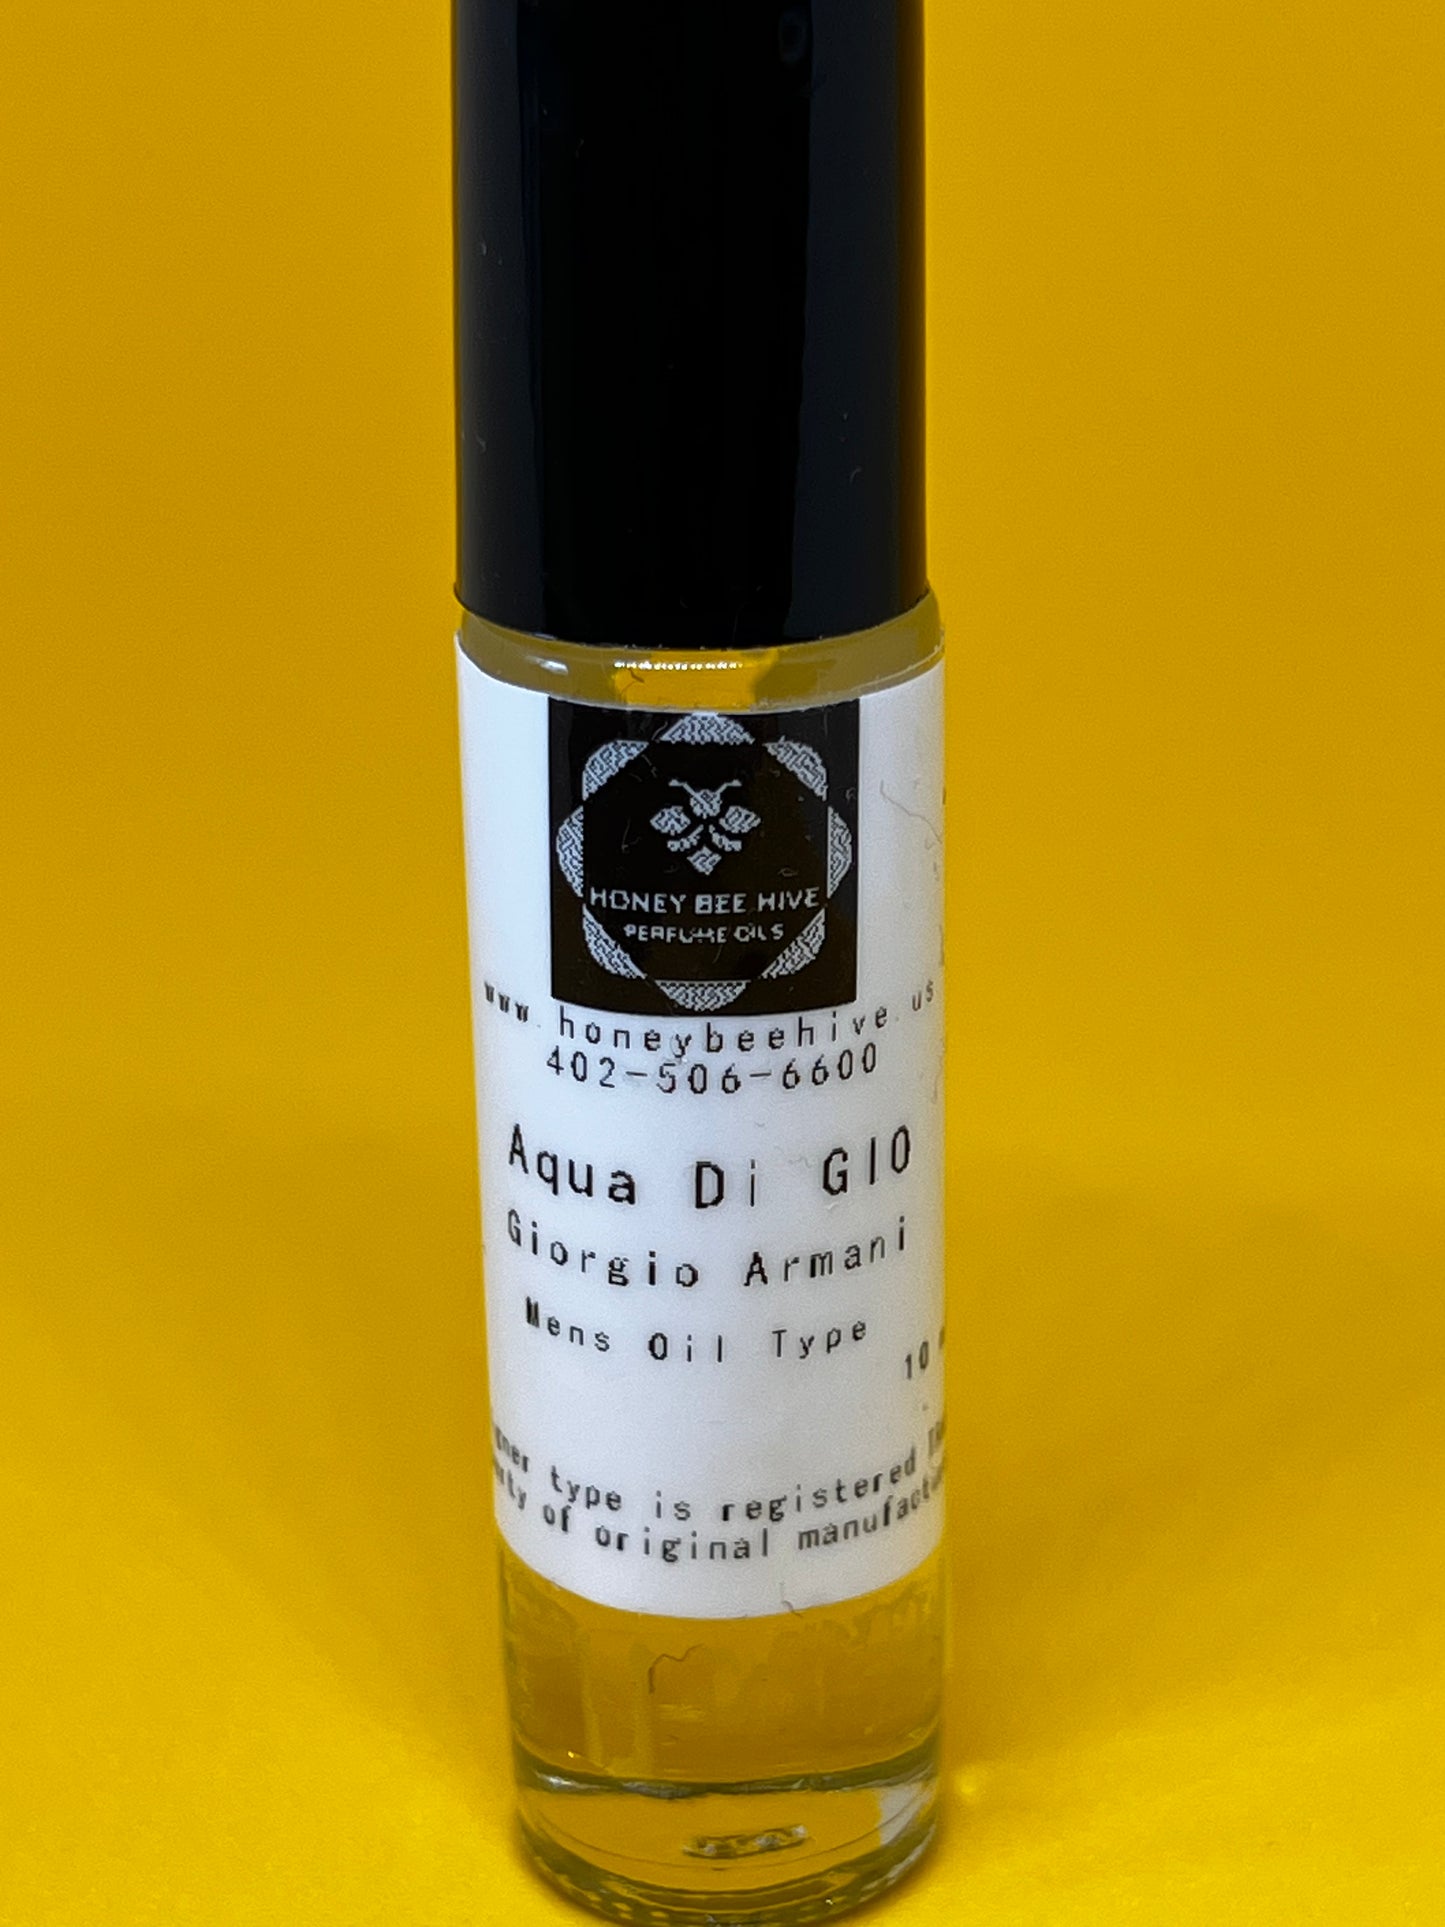 HONEY BEE HIVE
PERFUME OILS
www.honeybeehive.us
402-506-6600
Aqua Di GIO
Giorgio Armani
Mens Oil Type
10
type is registered
of original